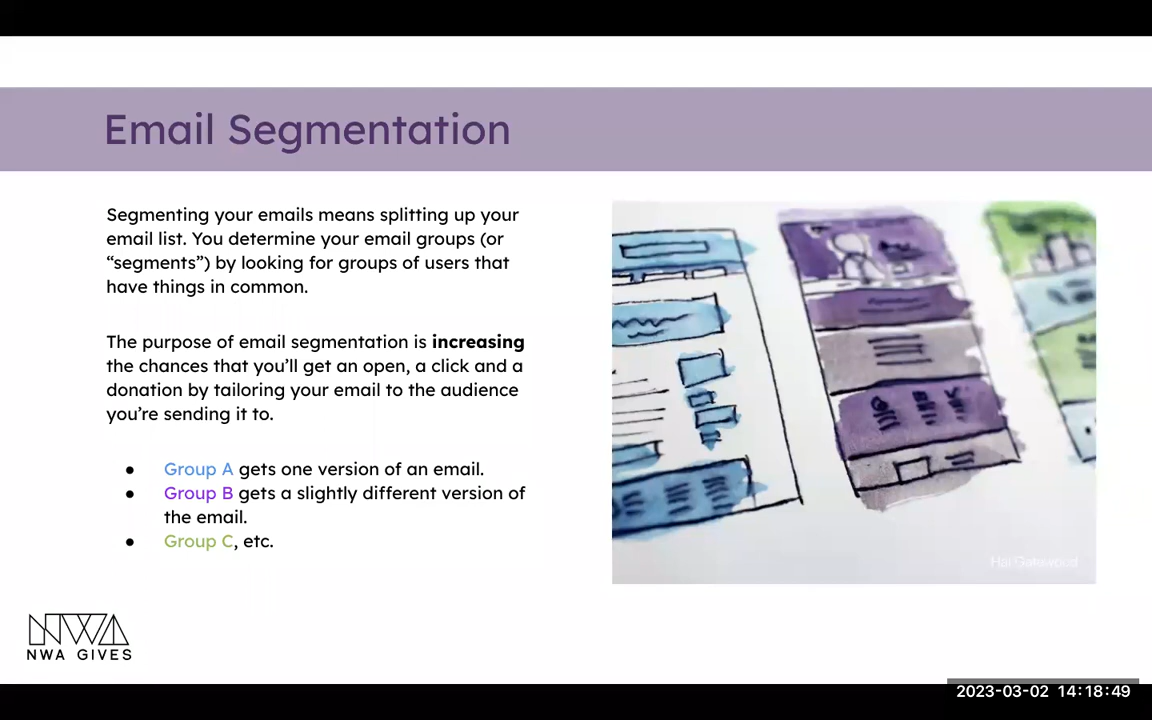 Email Segmentation
Segmenting your emails means splitting up your
email list. You determine your email groups (or
“segments”) by looking for groups of users that
have things in common.
The purpose of email segmentation is increasing
the chances that you’ll get an open, a click and a
donation by tailoring your email to the audience
you’re sending it to.
● Group A gets one version of an email.
● Group B gets a slightly different version of
the email.
● Group C, etc.
Hal Gatewood
NWA
NWA GIVES
2023-03-02 14:18:49